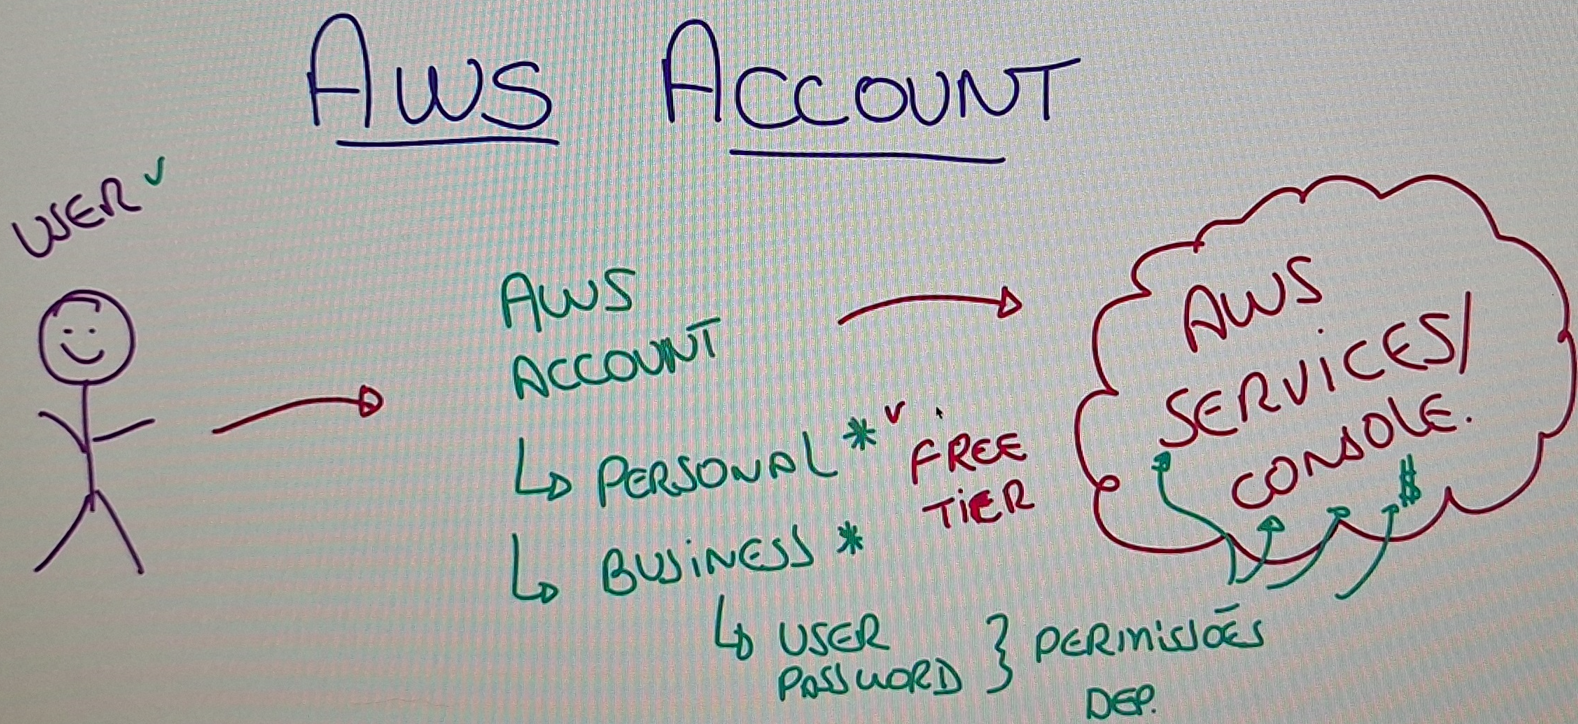 AWS ACCOUNT
USER
AWS
ACCOUNT
PERSONAL * FREE
TIER
BUSINESS *
USER
PASSWORD } PERMISSÕES
DEP.
AWS
SERVICES/
CONSOLE.
$